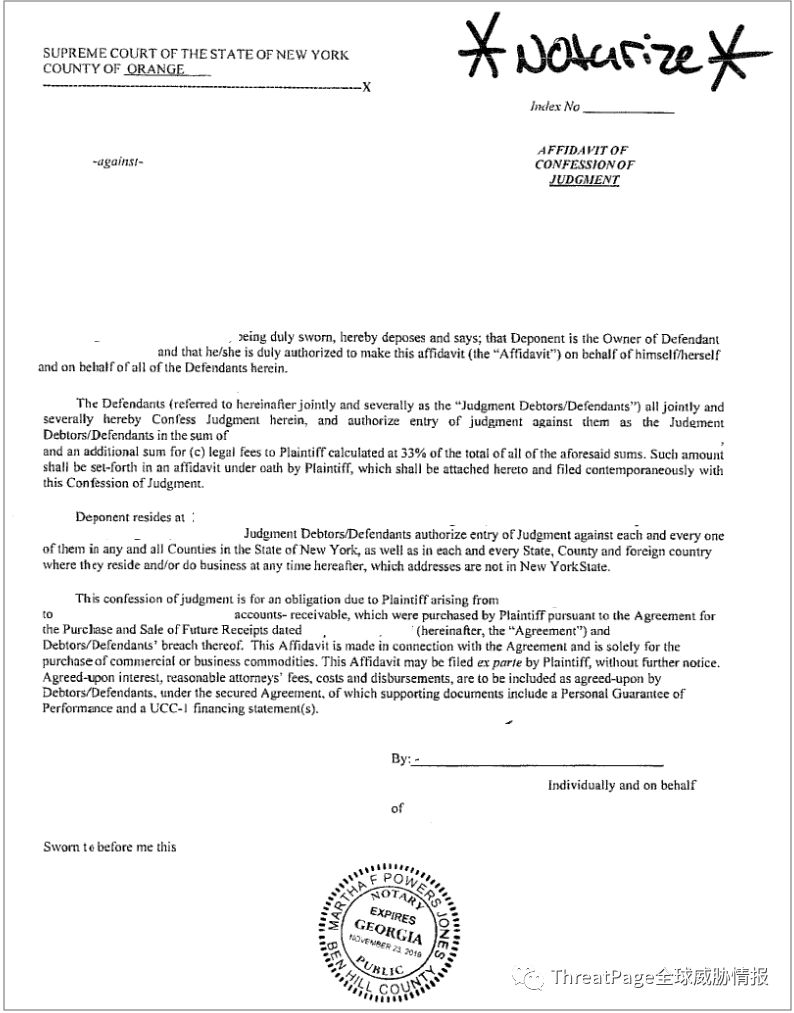 SUPREME COURT OF THE STATE OF NEW YORK
COUNTY OF ORANGE
X
* Notarize *
Index No
-against-
AFFIDAVIT OF
CONFESSION OF
JUDGMENT
being duly sworn, hereby deposes and says; that Deponent is the Owner of Defendant
and that he/she is duly authorized to make this affidavit (the “Affidavit”) on behalf of himself/herself
and on behalf of all of the Defendants herein.
The Defendants (referred to hereinafter jointly and severally as the “Judgment Debtors/Defendants”) all jointly and
severally hereby Confess Judgment herein, and authorize entry of judgment against them as the Judgment
Debtors/Defendants in the sum of
,
and an additional sum for (c) legal fees to Plaintiff calculated at 33% of the total of all of the aforesaid sums. Such amount
shall be set-forth in an affidavit under oath by Plaintiff, which shall be attached hereto and filed contemporaneously with
this Confession of Judgment.
Deponent resides at :
Judgment Debtors/Defendants authorize entry of Judgment against each and every one
of them in any and all Counties in the State of New York, as well as in each and every State, County and foreign country
where they reside and/or do business at any time hereafter, which addresses are not in New YorkState.
This confession of judgment is for an obligation due to Plaintiff arising from
to accounts- receivable, which were purchased by Plaintiff pursuant to the Agreement for
the Purchase and Sale of Future Receipts dated , (hereinafter, the “Agreement”) and
Debtors/Defendants’ breach thereof. This Affidavit is made in connection with the Agreement and is solely for the
purchase of commercial or business commodities. This Affidavit may be filed ex parte by Plaintiff, without further notice.
Agreed-upon interest, reasonable attorneys’ fees, costs and disbursements, are to be included as agreed-upon by
Debtors/Defendants, under the secured Agreement, of which supporting documents include a Personal Guarantee of
Performance and a UCC-1 financing statement(s).
By:-
Individually and on behalf
of
Sworn to before me this
MARTHA F POWERS JONES
NOTARY
EXPIRES
GEORGIA
NOVEMBER 23, 2018
PUBLIC
BEN HILL COUNTY
ThreatPage全球威胁情报